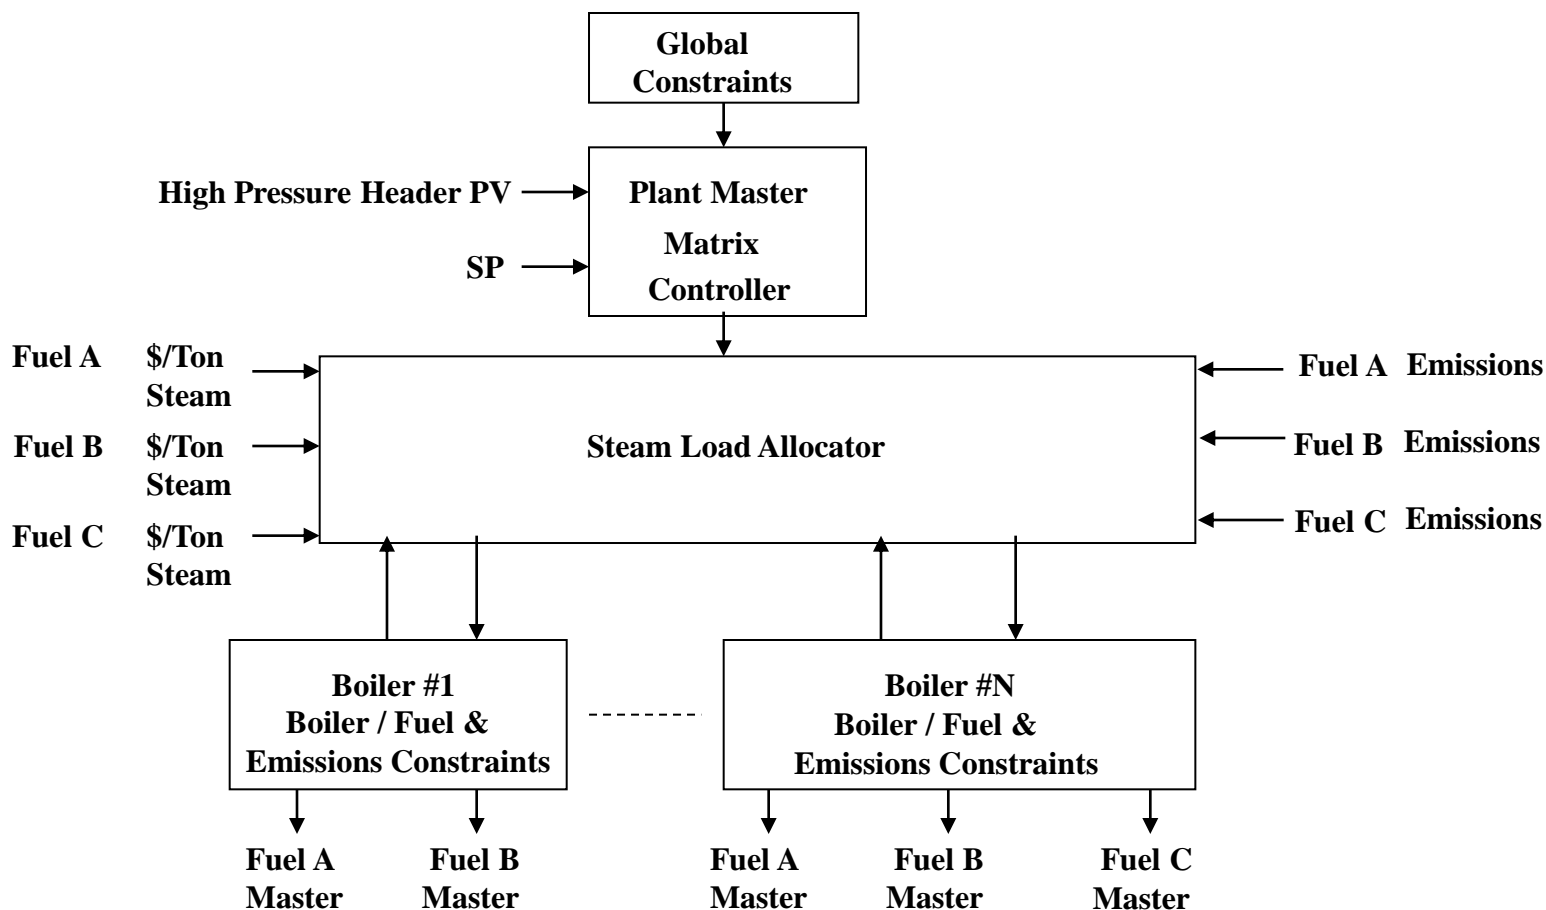 Global
Constraints
High Pressure Header PV
SP
Plant Master
Matrix
Controller
Fuel A $/Ton
Steam
Fuel B $/Ton
Steam
Fuel C $/Ton
Steam
Steam Load Allocator
Fuel A Emissions
Fuel B Emissions
Fuel C Emissions
Boiler #1
Boiler / Fuel &
Emissions Constraints
Boiler #N
Boiler / Fuel &
Emissions Constraints
Fuel A
Master
Fuel B
Master
Fuel A
Master
Fuel B
Master
Fuel C
Master